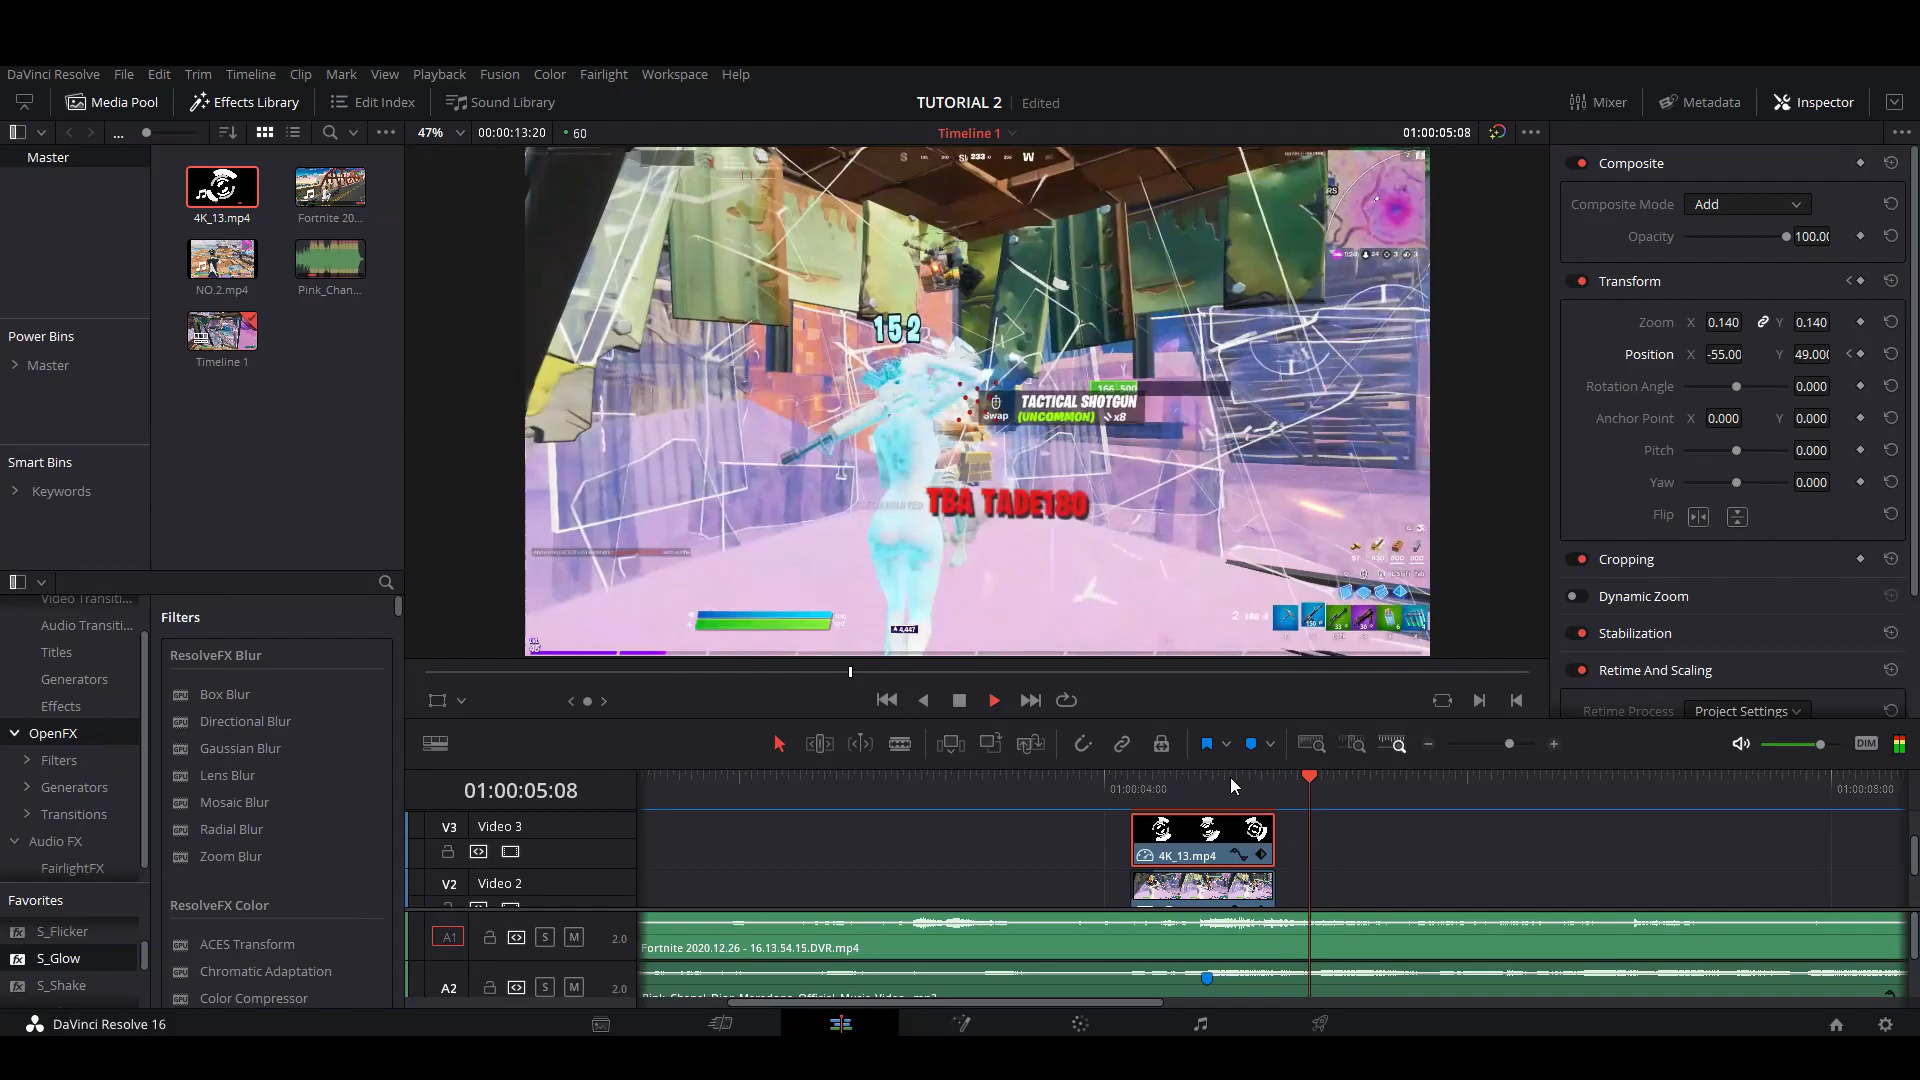 DaVinci Resolve File Edit Trim Timeline Clip Mark View Playback Fusion Color Fairlight Workspace Help
Media Pool Effects Library Edit Index Sound Library TUTORIAL 2 Edited Mixer Metadata Inspector
... 47% 00:00:13:20 60 Timeline 1 01:00:05:08
Master
4K_13.mp4 Fortnite 20...
NO.2.mp4 Pink_Chan...
Timeline 1
Power Bins
Master
Smart Bins
Keywords
S 233 W
152
166 500
Swap TACTICAL SHOTGUN
(UNCOMMON) x8
TBA TADE180
4,447
Composite
Composite Mode Add
Opacity 100.00
Transform
Zoom X 0.140 Y 0.140
Position X -55.00 Y 49.000
Rotation Angle 0.000
Anchor Point X 0.000 Y 0.000
Pitch 0.000
Yaw 0.000
Flip
Cropping
Dynamic Zoom
Stabilization
Retime And Scaling
Retime Process Project Settings
Video Transiti...
Audio Transiti...
Titles
Generators
Effects
OpenFX
Filters
Generators
Transitions
Audio FX
FairlightFX
Favorites
S_Flicker
S_Glow
S_Shake
Filters
ResolveFX Blur
Box Blur
Directional Blur
Gaussian Blur
Lens Blur
Mosaic Blur
Radial Blur
Zoom Blur
ResolveFX Color
ACES Transform
Chromatic Adaptation
Color Compressor
DIM
01:00:05:08 01:00:04:00 01:00:08:00
V3 Video 3
4K_13.mp4
V2 Video 2
A1 S M 2.0
Fortnite 2020.12.26 - 16.13.54.15.DVR.mp4
A2 S M 2.0
DaVinci Resolve 16